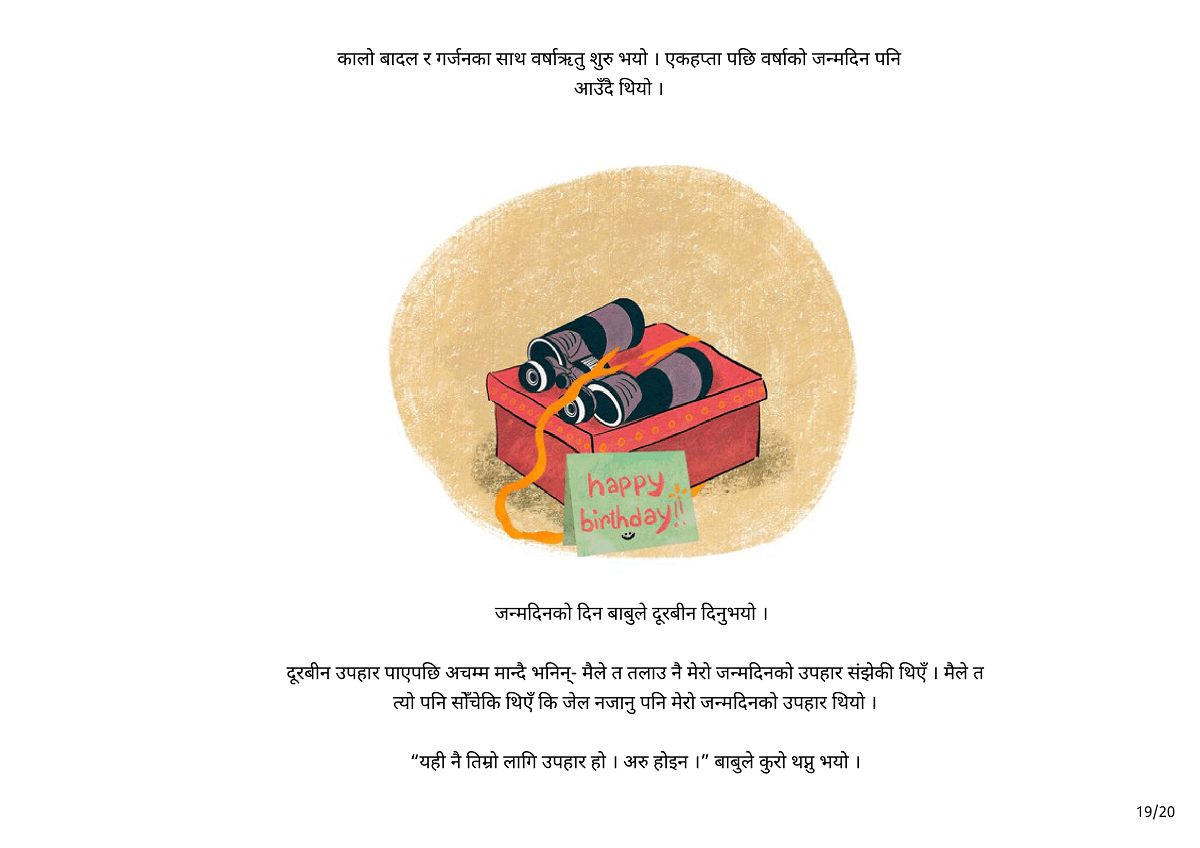 कालो बादल र गर्जनका साथ वर्षाऋतु शुरु भयो । एकहप्ता पछि वर्षाको जन्मदिन पनि
आउँदै थियो ।
happy
birthday!!
जन्मदिनको दिन बाबुले दूरबीन दिनुभयो ।
दूरबीन उपहार पाएपछि अचम्म मान्दै भनिन्- मैले त तलाउ नै मेरो जन्मदिनको उपहार संझेकी थिएँ । मैले त
त्यो पनि सोँचेकि थिएँ कि जेल नजानु पनि मेरो जन्मदिनको उपहार थियो ।
“यही नै तिम्रो लागि उपहार हो । अरु होइन ।” बाबुले कुरो थप्नु भयो ।
19/20